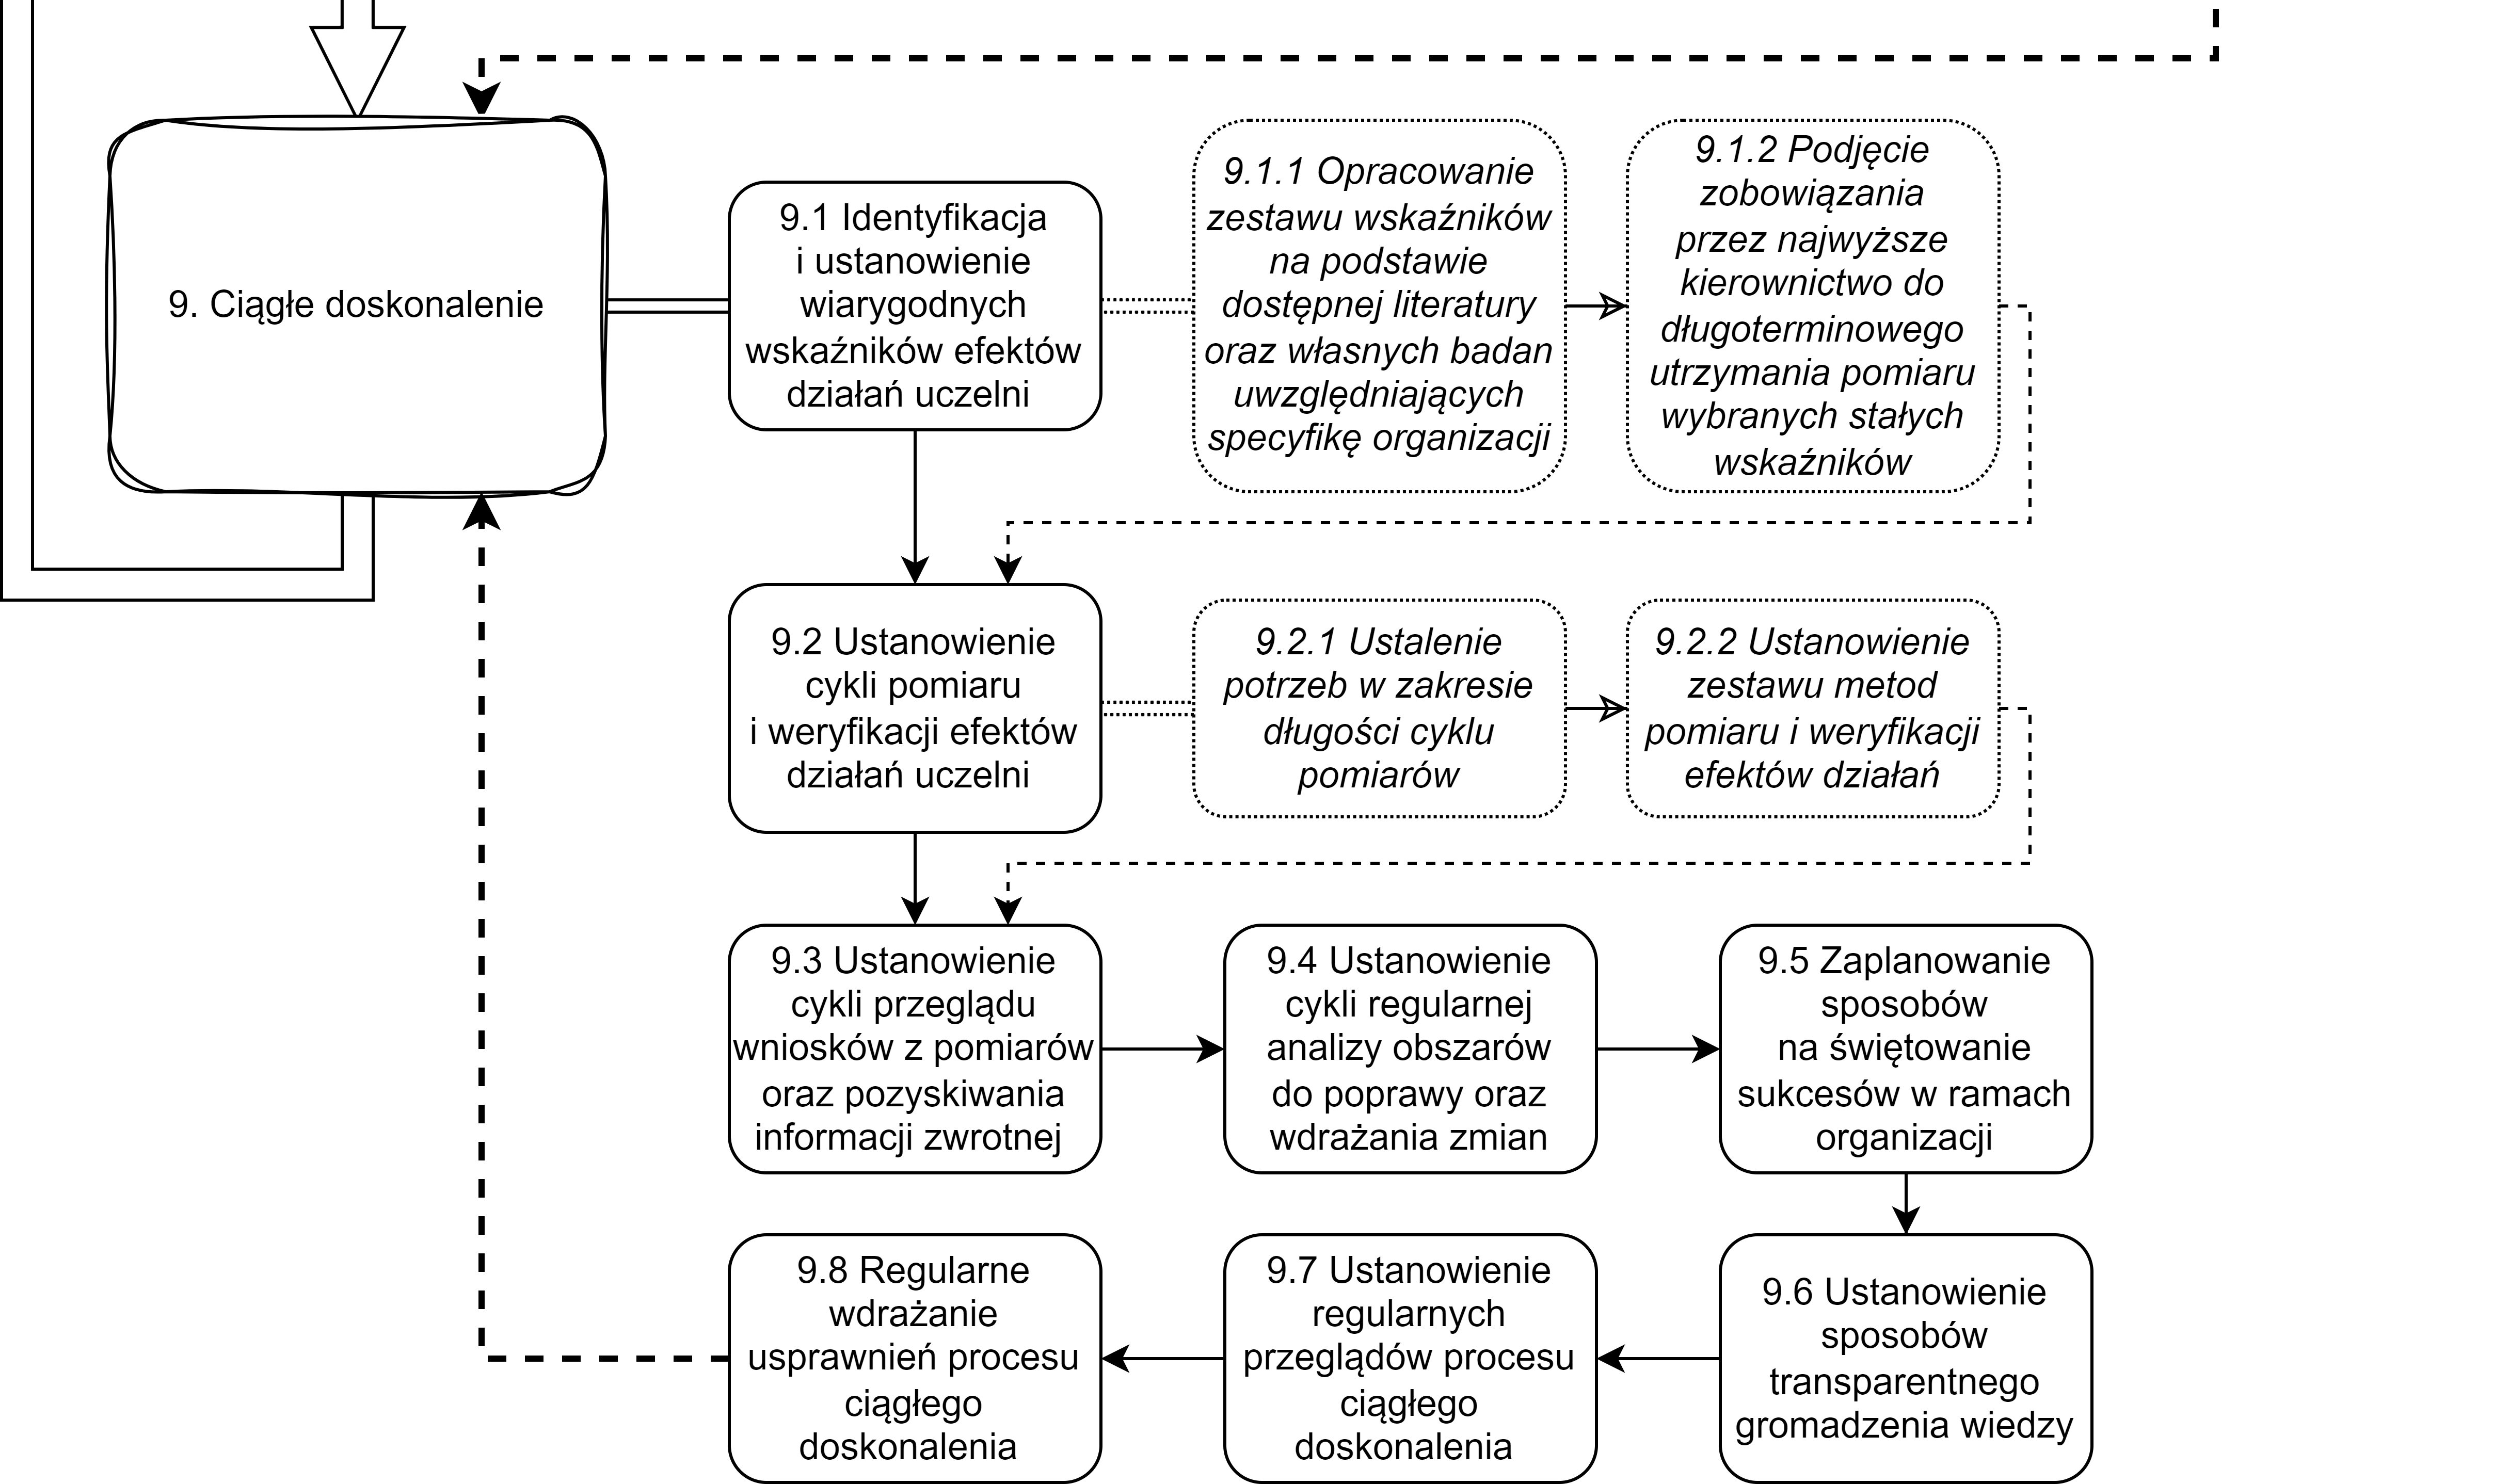 9. Ciągłe doskonalenie
9.1 Identyfikacja
i ustanowienie
wiarygodnych
wskaźników efektów
działań uczelni
9.1.1 Opracowanie
zestawu wskaźników
na podstawie
dostępnej literatury
oraz własnych badan
uwzględniających
specyfikę organizacji
9.1.2 Podjęcie
zobowiązania
przez najwyższe
kierownictwo do
długoterminowego
utrzymania pomiaru
wybranych stałych
wskaźników
9.2 Ustanowienie
cykli pomiaru
i weryfikacji efektów
działań uczelni
9.2.1 Ustalenie
potrzeb w zakresie
długości cyklu
pomiarów
9.2.2 Ustanowienie
zestawu metod
pomiaru i weryfikacji
efektów działań
9.3 Ustanowienie
cykli przeglądu
wniosków z pomiarów
oraz pozyskiwania
informacji zwrotnej
9.4 Ustanowienie
cykli regularnej
analizy obszarów
do poprawy oraz
wdrażania zmian
9.5 Zaplanowanie
sposobów
na świętowanie
sukcesów w ramach
organizacji
9.6 Ustanowienie
sposobów
transparentnego
gromadzenia wiedzy
9.7 Ustanowienie
regularnych
przeglądów procesu
ciągłego
doskonalenia
9.8 Regularne
wdrażanie
usprawnień procesu
ciągłego
doskonalenia